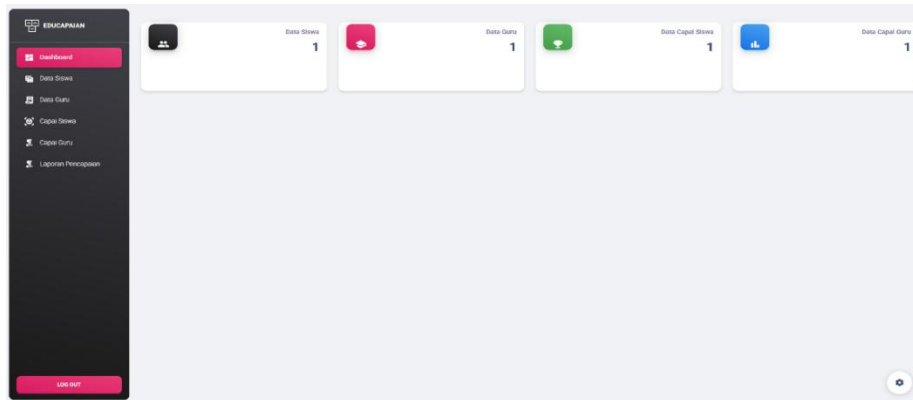 EDUCAPAIAN
Dashboard
Data Siswa
Data Guru
Capai Siswa
Capai Guru
Laporan Pencapaian
LOG OUT
Data Siswa
1
Data Guru
1
Data Capai Siswa
1
Data Capai Guru
1